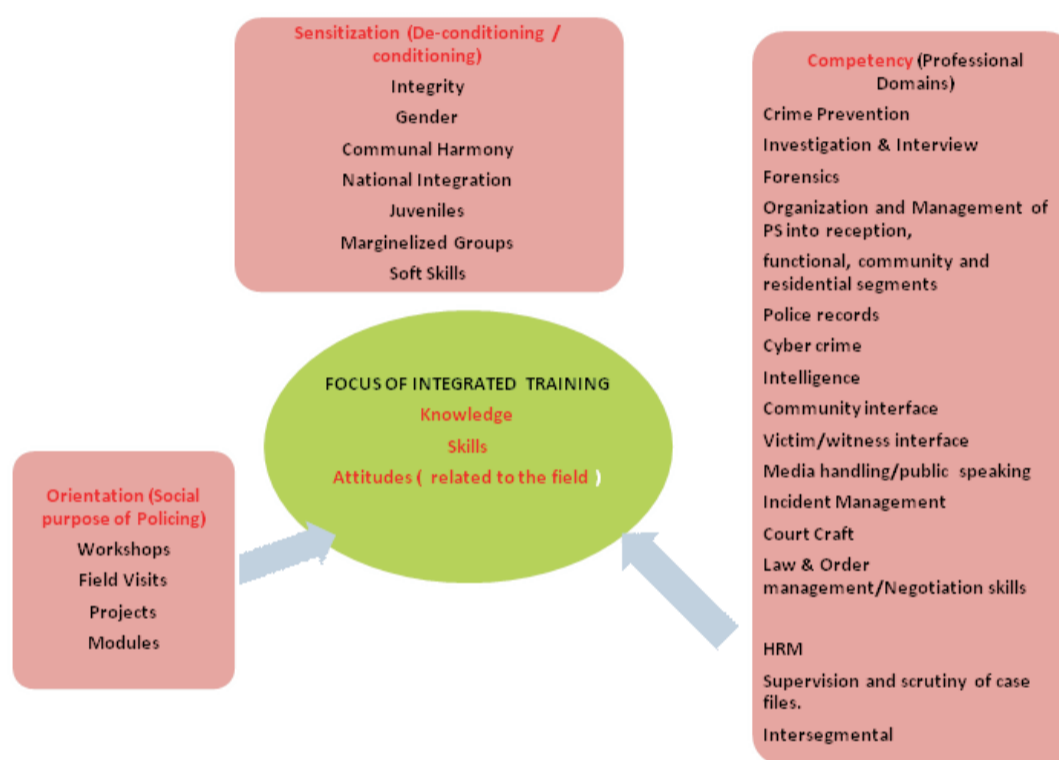 Sensitization (De-conditioning /
conditioning)
Integrity
Gender
Communal Harmony
National Integration
Juveniles
Marginelized Groups
Soft Skills
FOCUS OF INTEGRATED TRAINING
Knowledge
Skills
Attitudes ( related to the field )
Orientation (Social
purpose of Policing)
Workshops
Field Visits
Projects
Modules
Competency (Professional
Domains)
Crime Prevention
Investigation & Interview
Forensics
Organization and Management of
PS into reception,
functional, community and
residential segments
Police records
Cyber crime
Intelligence
Community interface
Victim/witness interface
Media handling/public speaking
Incident Management
Court Craft
Law & Order
management/Negotiation skills
HRM
Supervision and scrutiny of case
files.
Intersegmental